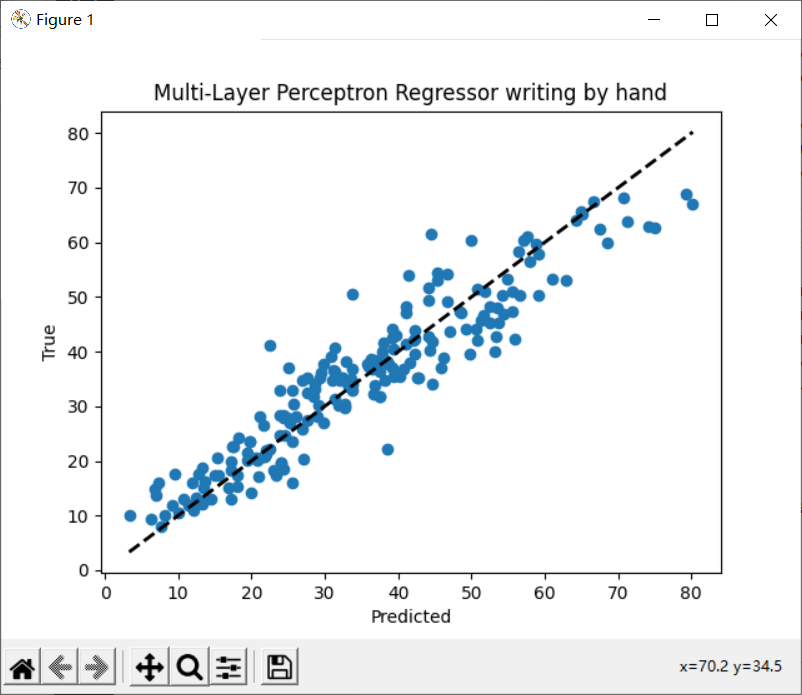 Figure 1
Multi-Layer Perceptron Regressor writing by hand
80
70
60
50
40
30
20
10
0
True
0 10 20 30 40 50 60 70 80
Predicted
x=70.2 y=34.5